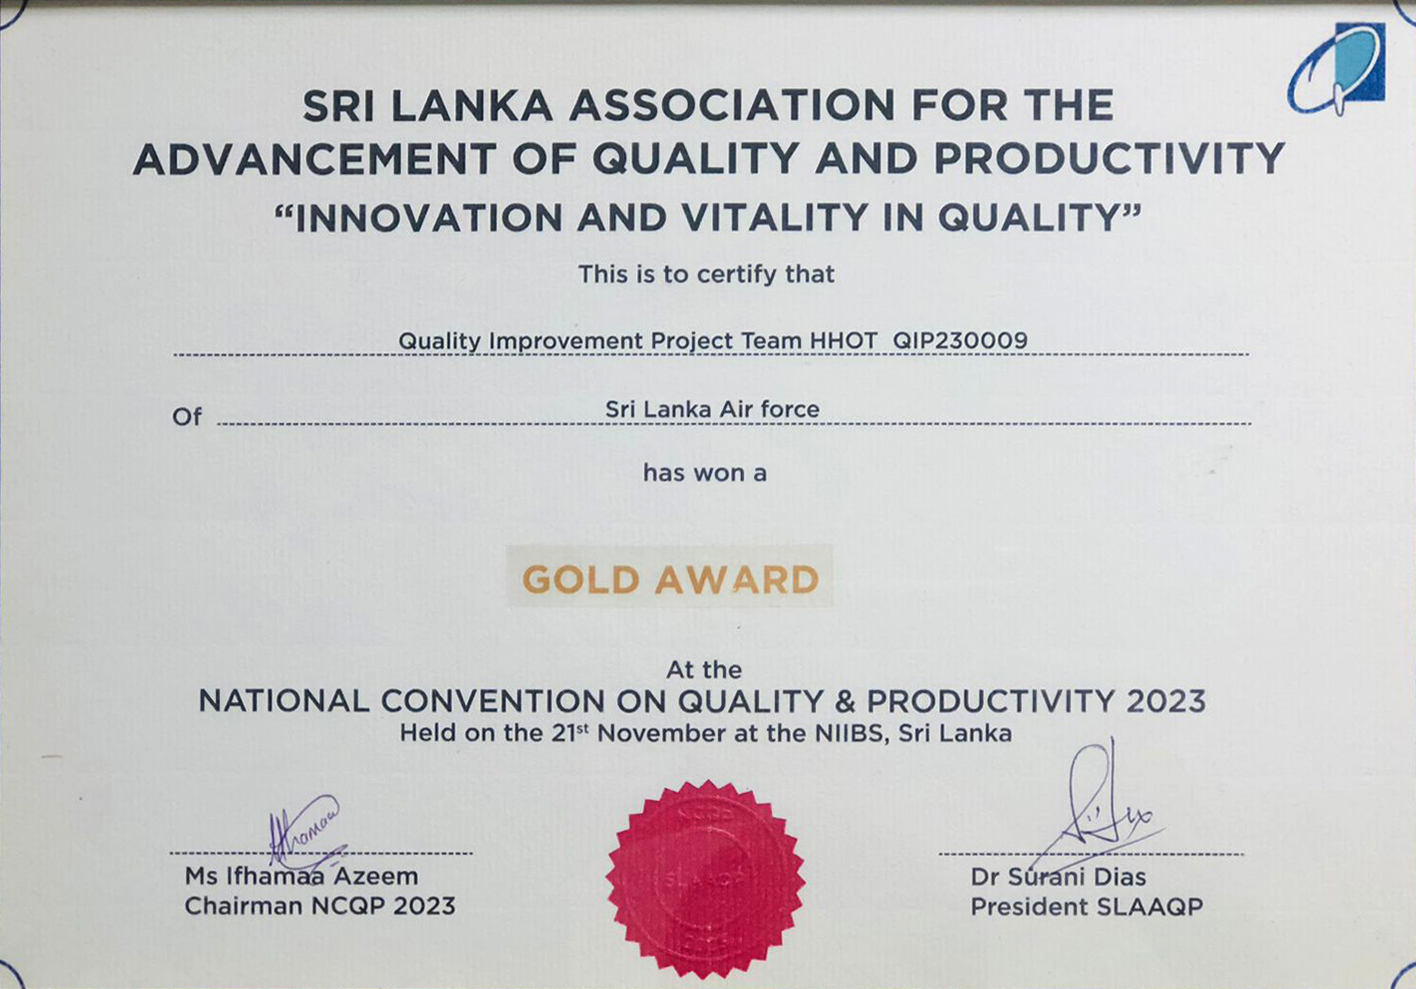 SRI LANKA ASSOCIATION FOR THE
ADVANCEMENT OF QUALITY AND PRODUCTIVITY
“INNOVATION AND VITALITY IN QUALITY”
This is to certify that
Quality Improvement Project Team HHOT QIP230009
Of Sri Lanka Air force
has won a
GOLD AWARD
At the
NATIONAL CONVENTION ON QUALITY & PRODUCTIVITY 2023
Held on the 21st November at the NIIBS, Sri Lanka
Ms Ifhamaa Azeem
Chairman NCQP 2023
Dr Surani Dias
President SLAAQP